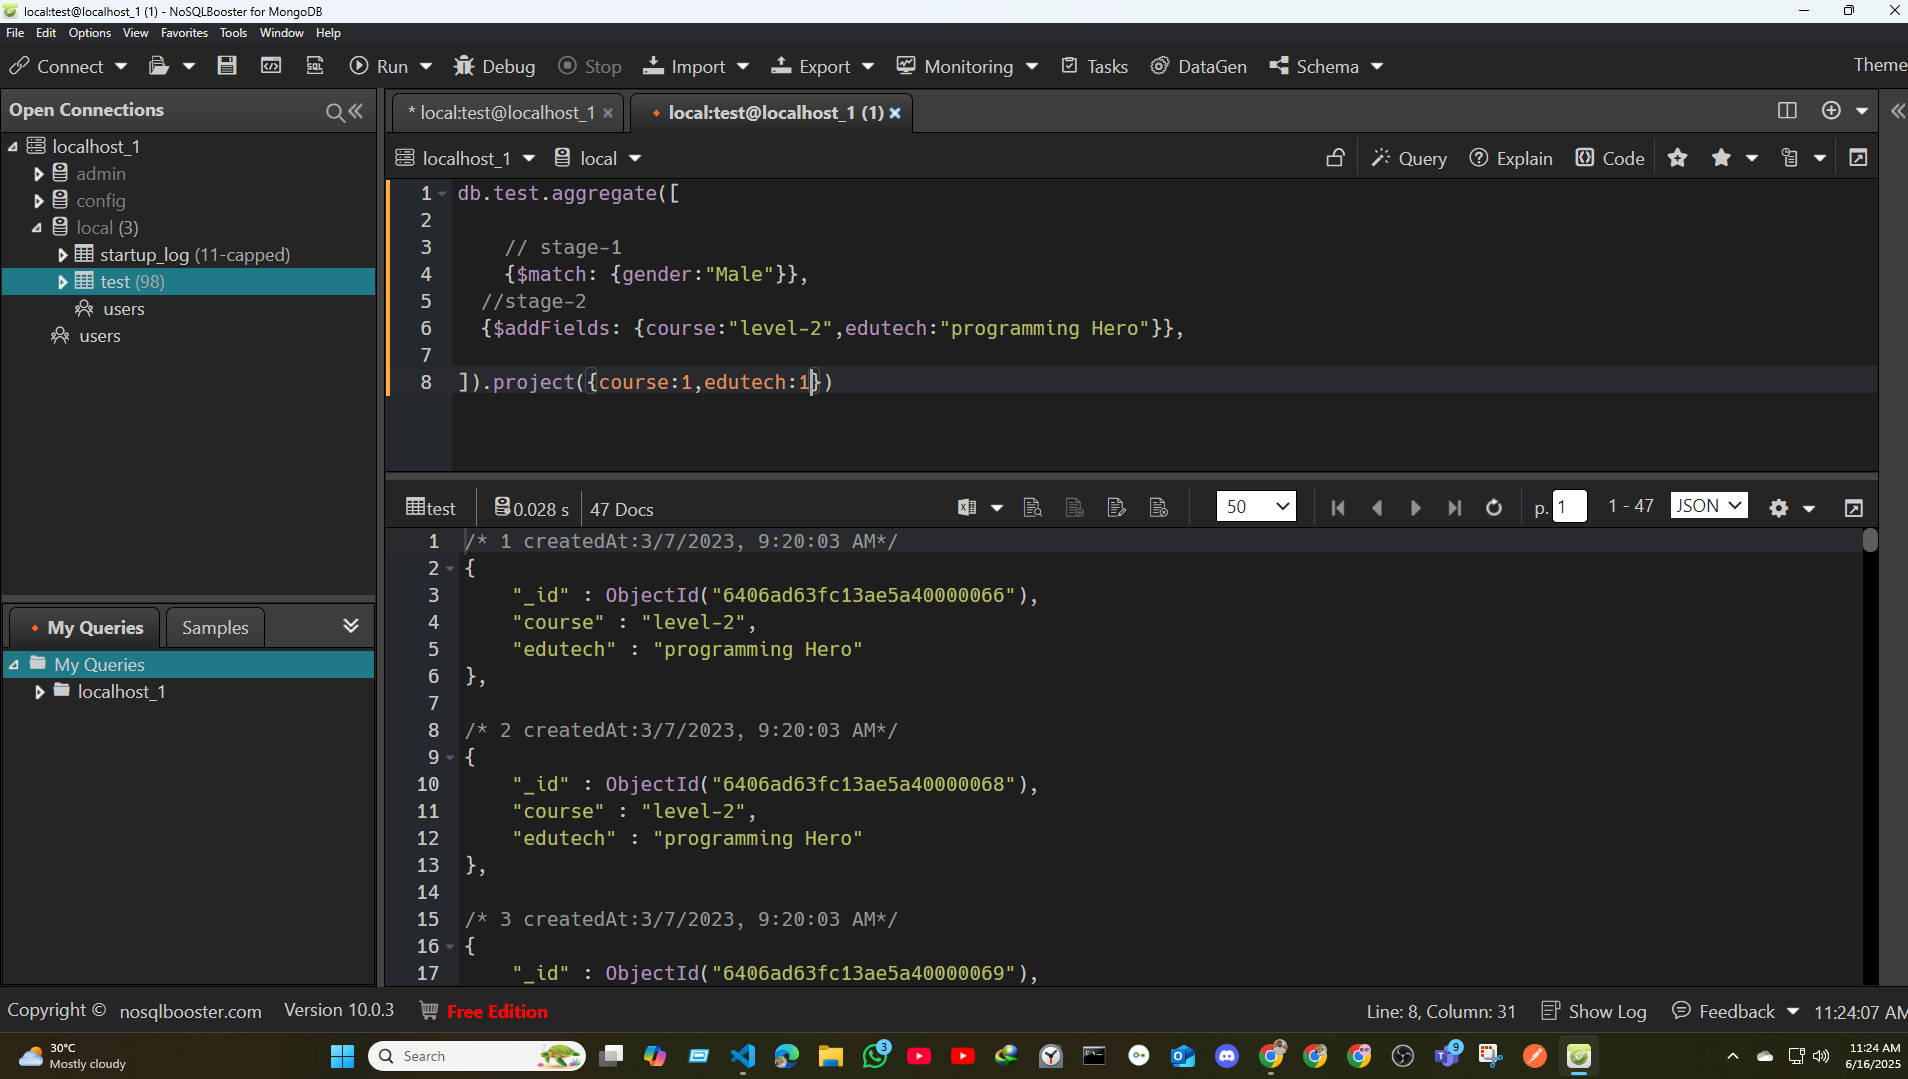 local:test@localhost_1 (1) - NoSQLBooster for MongoDB
File Edit Options View Favorites Tools Window Help
Connect Run Debug Stop Import Export Monitoring Tasks DataGen Schema Theme
Open Connections
localhost_1
admin
config
local (3)
startup_log (11-capped)
test (98)
users
users
* local:test@localhost_1 local:test@localhost_1 (1)
localhost_1 local Query Explain Code
1 db.test.aggregate([
2
3 // stage-1
4 {$match: {gender:"Male"}},
5 //stage-2
6 {$addFields: {course:"level-2",edutech:"programming Hero"}},
7
8 ]).project({course:1,edutech:1})
test 0.028 s 47 Docs 50 p. 1 1 - 47 JSON
1 /* 1 createdAt:3/7/2023, 9:20:03 AM*/
2 {
3 "_id" : ObjectId("6406ad63fc13ae5a40000066"),
4 "course" : "level-2",
5 "edutech" : "programming Hero"
6 },
7
8 /* 2 createdAt:3/7/2023, 9:20:03 AM*/
9 {
10 "_id" : ObjectId("6406ad63fc13ae5a40000068"),
11 "course" : "level-2",
12 "edutech" : "programming Hero"
13 },
14
15 /* 3 createdAt:3/7/2023, 9:20:03 AM*/
16 {
17 "_id" : ObjectId("6406ad63fc13ae5a40000069"),
My Queries Samples
My Queries
localhost_1
Copyright © nosqlbooster.com Version 10.0.3 Free Edition Line: 8, Column: 31 Show Log Feedback 11:24:07 AM
30°C
Mostly cloudy
Search
3
9
11:24 AM
6/16/2025